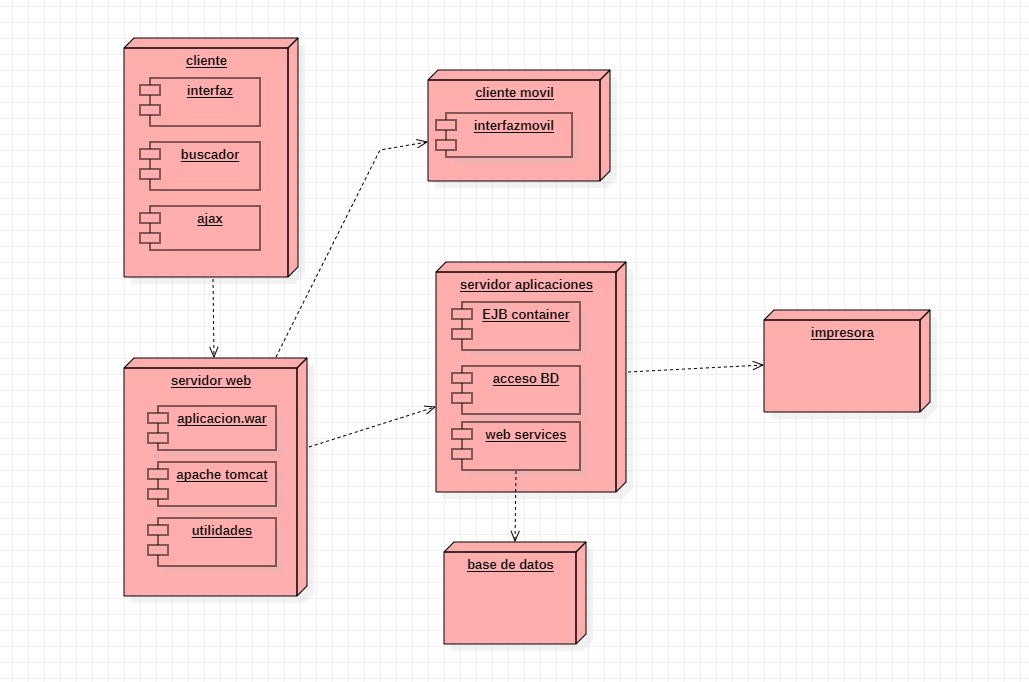 cliente
interfaz
buscador
ajax
cliente movil
interfazmovil
servidor aplicaciones
EJB container
acceso BD
web services
impresora
servidor web
aplicacion.war
apache tomcat
utilidades
base de datos